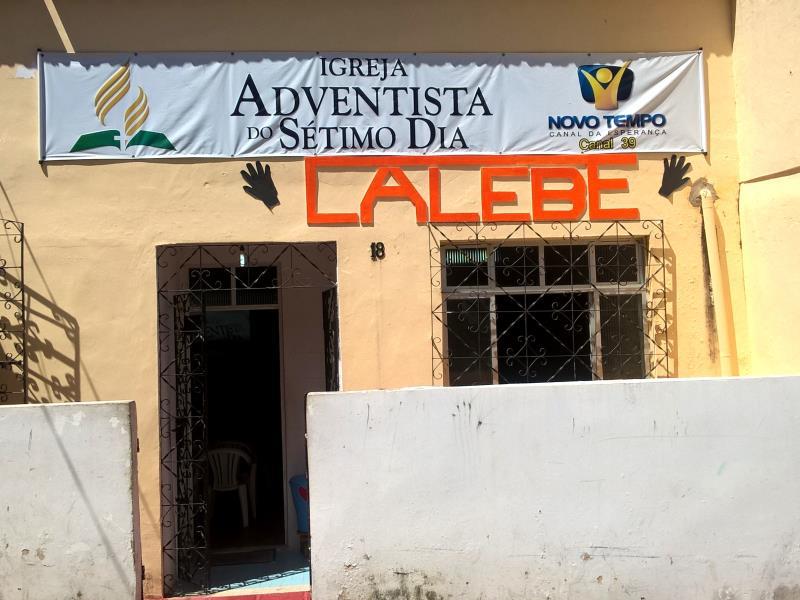 IGREJA
ADVENTISTA
DO SÉTIMO DIA
NOVO TEMPO
CANAL DA ESPERANÇA
Canal 39
CALEBE
18